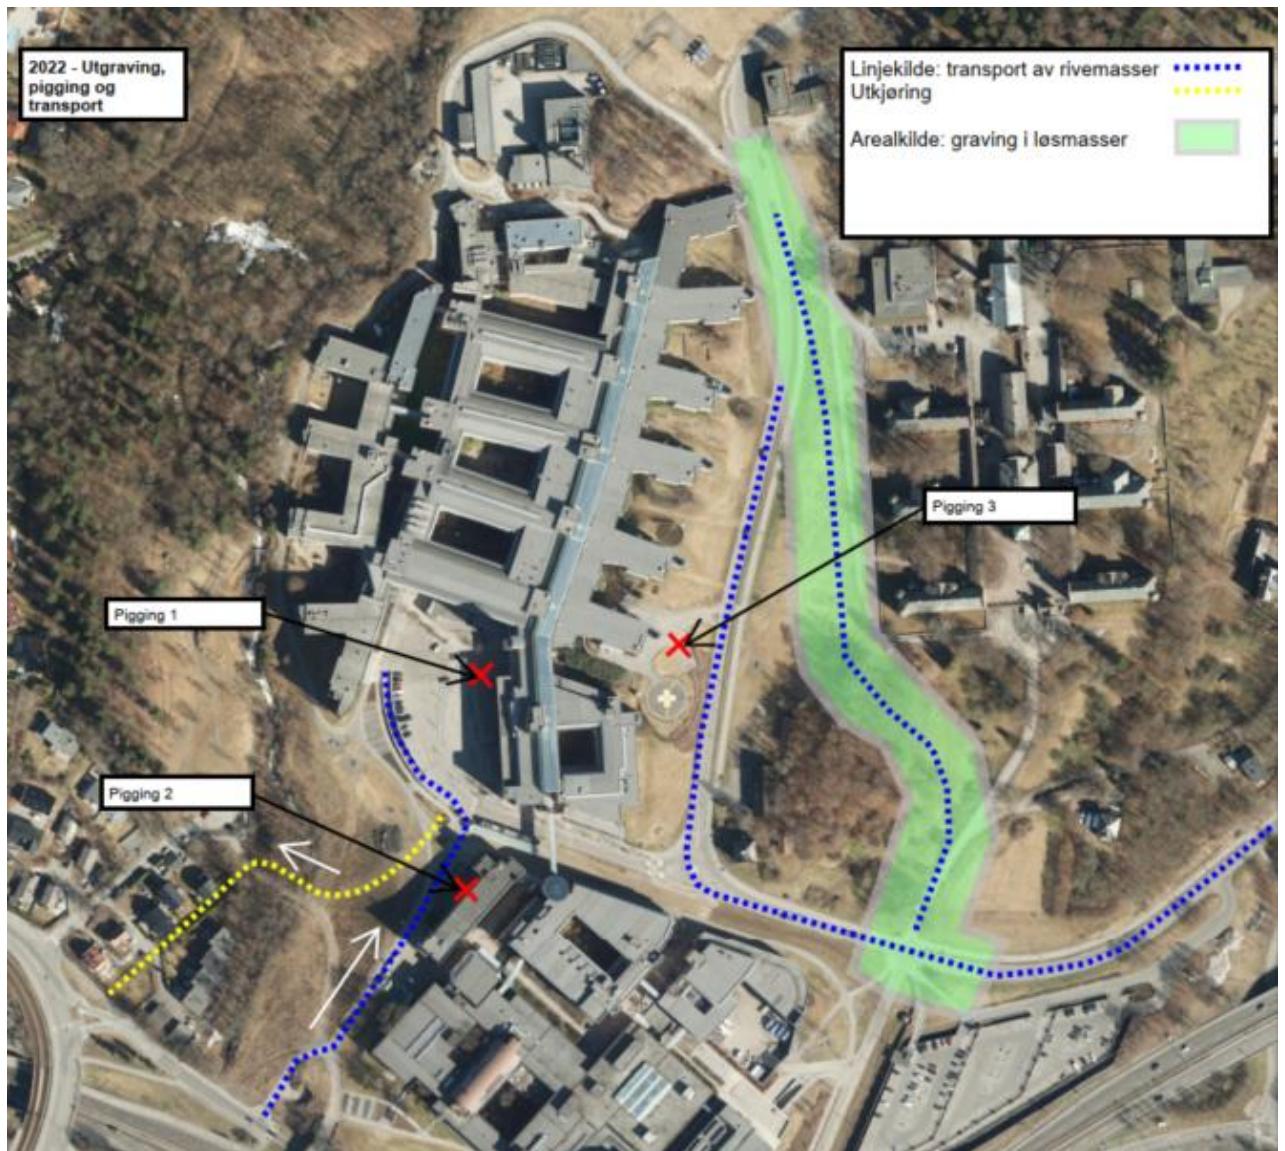 2022 - Utgraving,
pigging og
transport
Linjekilde: transport av rivemasser
Utkjøring
Arealkilde: graving i løsmasser
Pigging 3
Pigging 1
Pigging 2